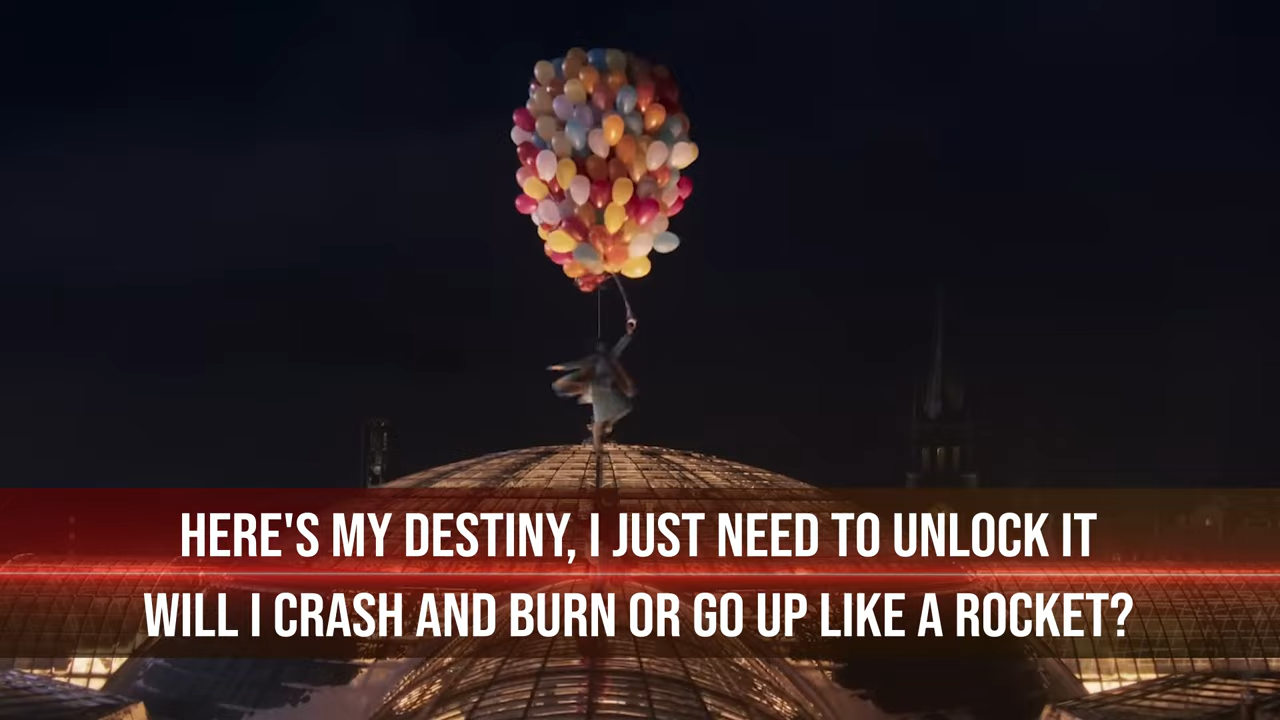 HERE'S MY DESTINY, I JUST NEED TO UNLOCK IT
WILL I CRASH AND BURN OR GO UP LIKE A ROCKET?